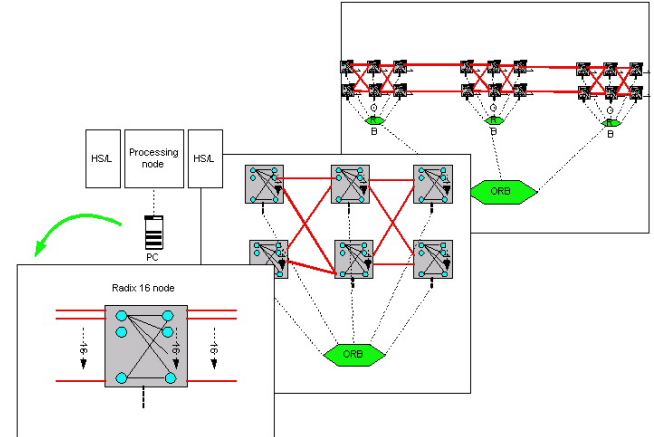 O
R
B
O
R
B
O
R
B
ORB
HS/L
Processing
node
HS/L
PC
ORB
Radix 16 node
16
16
16